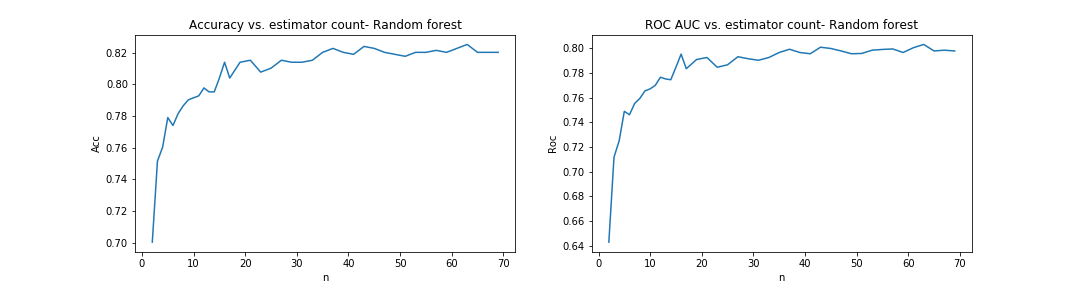 Accuracy vs. estimator count- Random forest
0.82
0.80
0.78
0.76
0.74
0.72
0.70
Acc
0 10 20 30 40 50 60 70
n
ROC AUC vs. estimator count- Random forest
0.80
0.78
0.76
0.74
0.72
0.70
0.68
0.66
0.64
Roc
0 10 20 30 40 50 60 70
n